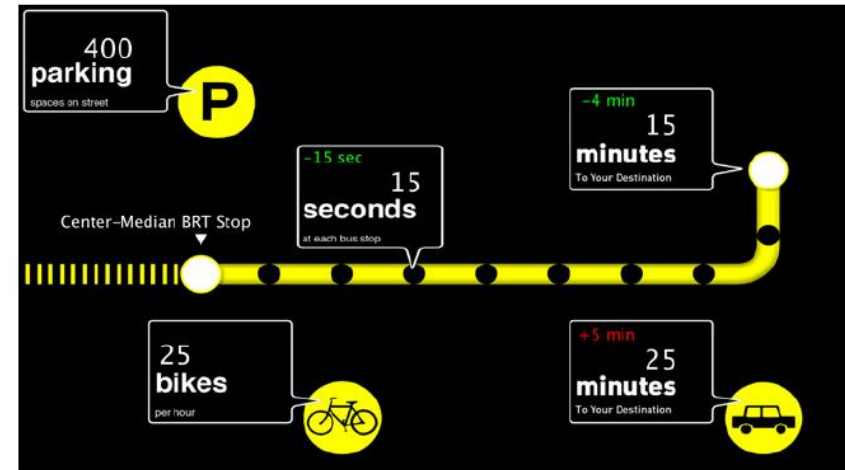 400
parking
spaces on street
P
-4 min
15
minutes
To Your Destination
-15 sec
15
seconds
at each bus stop
Center-Median BRT Stop
25
bikes
per hour
+5 min
25
minutes
To Your Destination